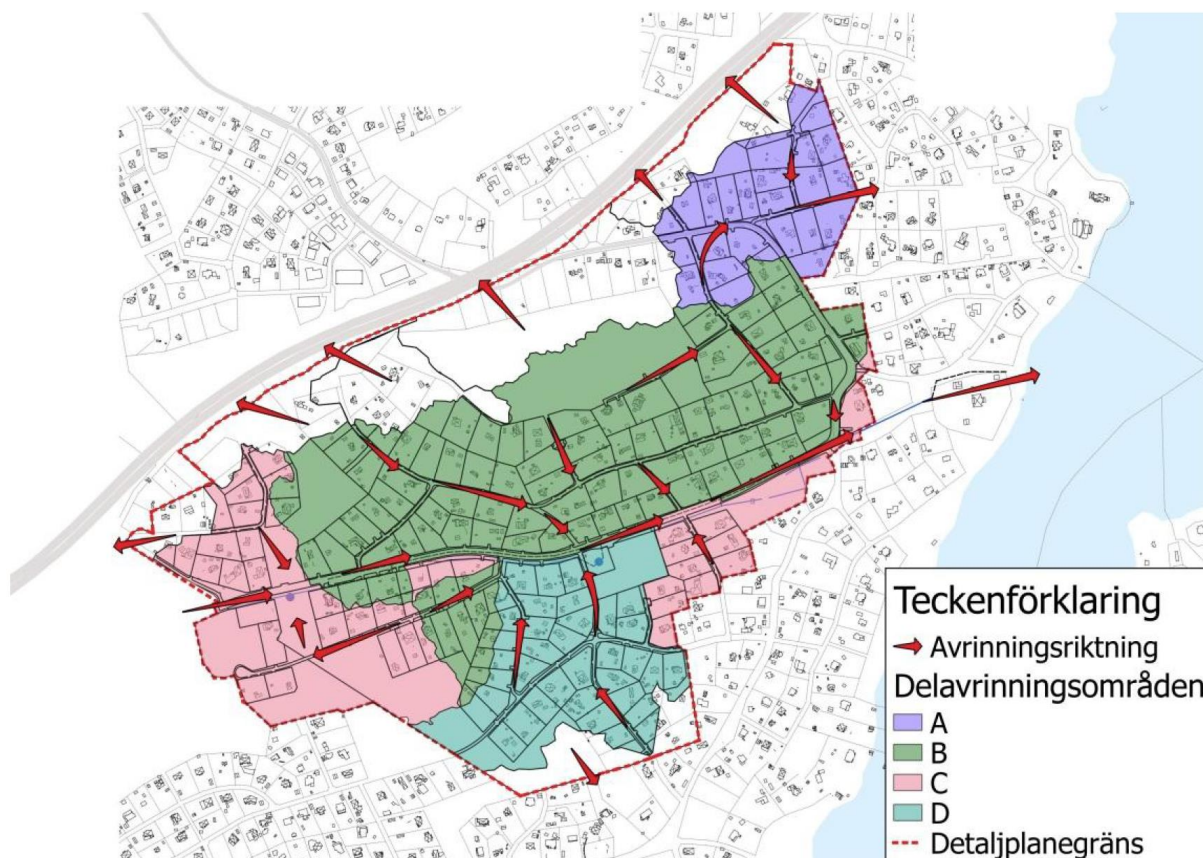 Teckenförklaring
Avrinningsriktning
Delavrinningsområden
A
B
C
D
Detaljplanegräns